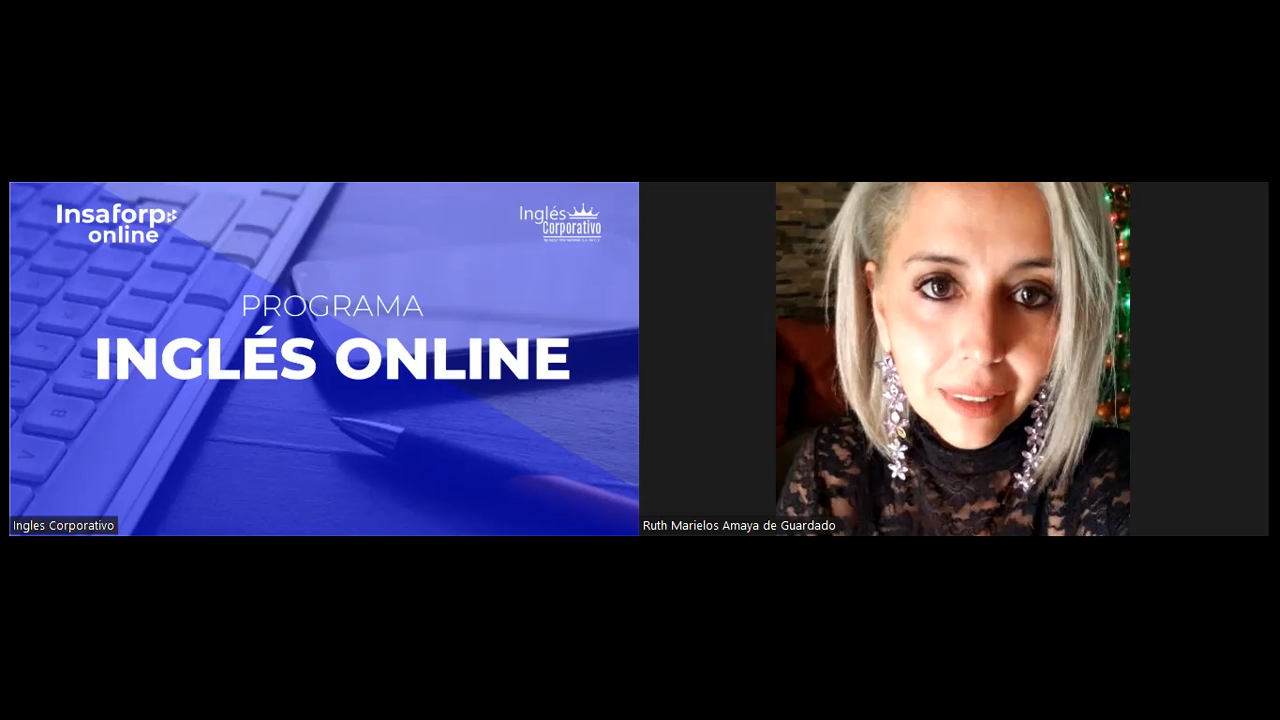 Insaforp
online
Inglés
Corporativo
PROGRAMA
INGLÉS ONLINE
Ingles Corporativo
Ruth Marielos Amaya de Guardado